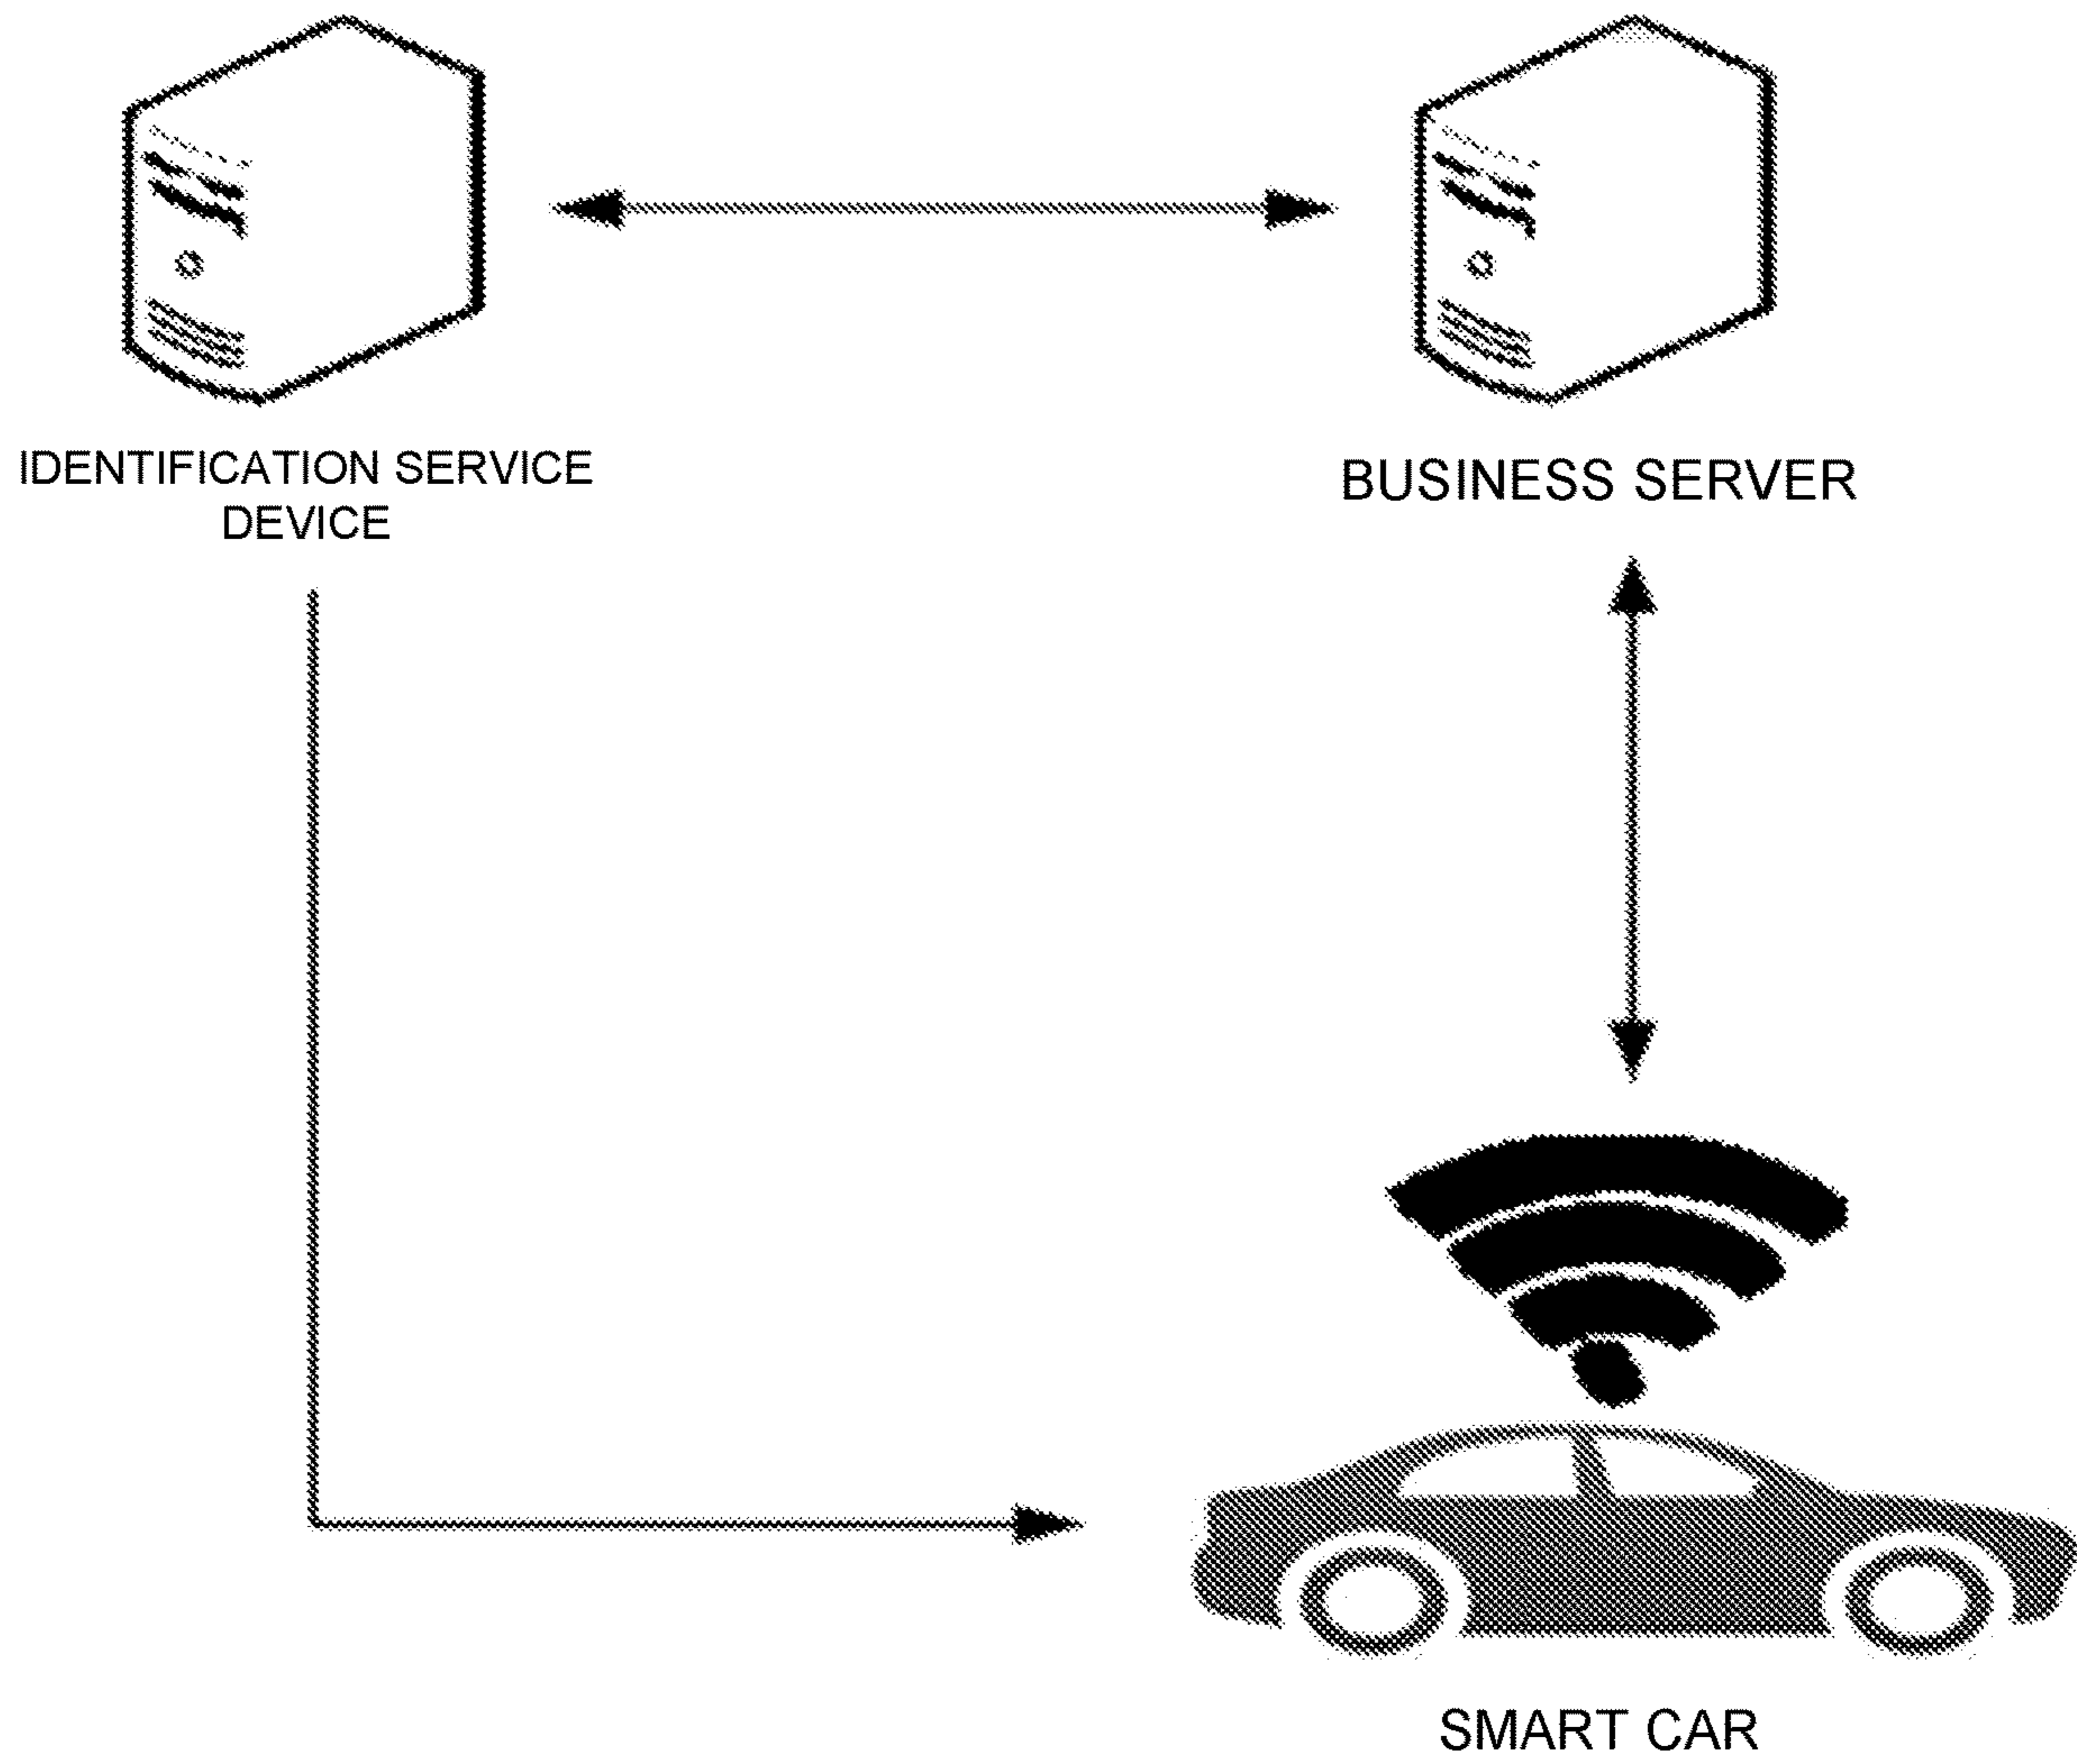 IDENTIFICATION SERVICE
DEVICE
BUSINESS SERVER
SMART CAR